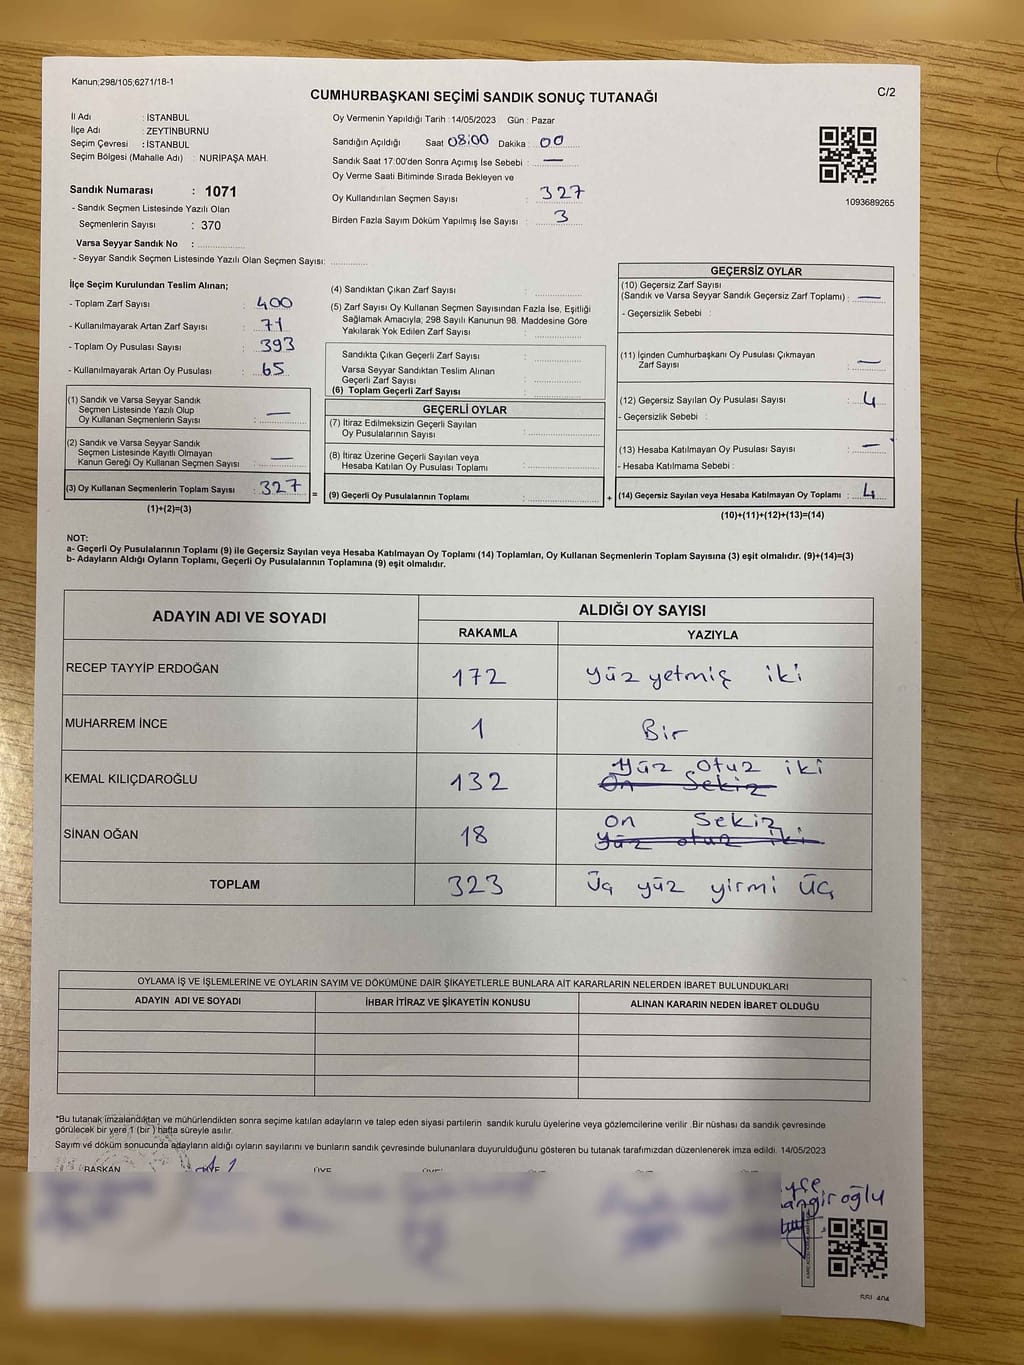 Kanun;298/105;6271/18-1
C/2
CUMHURBAŞKANI SEÇİMİ SANDIK SONUÇ TUTANAĞI
İl Adı : İSTANBUL
İlçe Adı : ZEYTİNBURNU
Seçim Çevresi : İSTANBUL
Seçim Bölgesi (Mahalle Adı) : NURİPAŞA MAH.
Sandık Numarası : 1071
- Sandık Seçmen Listesinde Yazılı Olan
Seçmenlerin Sayısı : 370
Varsa Seyyar Sandık No :
- Seyyar Sandık Seçmen Listesinde Yazılı Olan Seçmen Sayısı:
Oy Vermenin Yapıldığı Tarih : 14/05/2023 Gün : Pazar
Sandığın Açıldığı Saat 08:00 Dakika : 00
Sandık Saat 17:00'den Sonra Açımış İse Sebebi : —
Oy Verme Saati Bitiminde Sırada Bekleyen ve
Oy Kullandırılan Seçmen Sayısı : 327
Birden Fazla Sayım Döküm Yapılmış İse Sayısı : 3
1093689265
İlçe Seçim Kurulundan Teslim Alınan;
- Toplam Zarf Sayısı : 400
- Kullanılmayarak Artan Zarf Sayısı : 71
- Toplam Oy Pusulası Sayısı : 393
- Kullanılmayarak Artan Oy Pusulası : 65
(1) Sandık ve Varsa Seyyar Sandık
Seçmen Listesinde Yazılı Olup
Oy Kullanan Seçmenlerin Sayısı : —
(2) Sandık ve Varsa Seyyar Sandık
Seçmen Listesinde Kayıtlı Olmayan
Kanun Gereği Oy Kullanan Seçmen Sayısı : —
(3) Oy Kullanan Seçmenlerin Toplam Sayısı : 327
(1)+(2)=(3)
(4) Sandıktan Çıkan Zarf Sayısı :
(5) Zarf Sayısı Oy Kullanan Seçmen Sayısından Fazla İse, Eşitliği
Sağlamak Amacıyla, 298 Sayılı Kanunun 98. Maddesine Göre
Yakılarak Yok Edilen Zarf Sayısı :
Sandıkta Çıkan Geçerli Zarf Sayısı :
Varsa Seyyar Sandıktan Teslim Alınan
Geçerli Zarf Sayısı :
(6) Toplam Geçerli Zarf Sayısı :
GEÇERLİ OYLAR
(7) İtiraz Edilmeksizin Geçerli Sayılan
Oy Pusulalarının Sayısı :
(8) İtiraz Üzerine Geçerli Sayılan veya
Hesaba Katılan Oy Pusulası Toplamı :
= (9) Geçerli Oy Pusulalarının Toplamı :
GEÇERSİZ OYLAR
(10) Geçersiz Zarf Sayısı
(Sandık ve Varsa Seyyar Sandık Geçersiz Zarf Toplamı) : —
- Geçersizlik Sebebi :
(11) İçinden Cumhurbaşkanı Oy Pusulası Çıkmayan
Zarf Sayısı : —
(12) Geçersiz Sayılan Oy Pusulası Sayısı : 4
- Geçersizlik Sebebi :
(13) Hesaba Katılmayan Oy Pusulası Sayısı : —
- Hesaba Katılmama Sebebi :
+ (14) Geçersiz Sayılan veya Hesaba Katılmayan Oy Toplamı : 4
(10)+(11)+(12)+(13)=(14)
NOT:
a- Geçerli Oy Pusulalarının Toplamı (9) ile Geçersiz Sayılan veya Hesaba Katılmayan Oy Toplamı (14) Toplamları, Oy Kullanan Seçmenlerin Toplam Sayısına (3) eşit olmalıdır. (9)+(14)=(3)
b- Adayların Aldığı Oyların Toplamı, Geçerli Oy Pusulalarının Toplamına (9) eşit olmalıdır.
ADAYIN ADI VE SOYADI
ALDIĞI OY SAYISI
RAKAMLA YAZIYLA
RECEP TAYYİP ERDOĞAN 172 yüz yetmiş iki
MUHARREM İNCE 1 Bir
KEMAL KILIÇDAROĞLU 132 Yüz otuz iki
On Sekiz
SİNAN OĞAN 18 on Sekiz
Yüz otuz iki
TOPLAM 323 Üç yüz yirmi üç
OYLAMA İŞ VE İŞLEMLERİNE VE OYLARIN SAYIM VE DÖKÜMÜNE DAİR ŞİKAYETLERLE BUNLARA AİT KARARLARIN NELERDEN İBARET BULUNDUKLARI
ADAYIN ADI VE SOYADI İHBAR İTİRAZ VE ŞİKAYETİN KONUSU ALINAN KARARIN NEDEN İBARET OLDUĞU
*Bu tutanak imzalandıktan ve mühürlendikten sonra seçime katılan adayların ve talep eden siyasi partilerin sandık kurulu üyelerine veya gözlemcilerine verilir .Bir nüshası da sandık çevresinde
görülecek bir yere 1 (bir ) hafta süreyle asılır.
Sayım ve döküm sonucunda adayların aldığı oyların sayılarını ve bunların sandık çevresinde bulunanlara duyurulduğunu gösteren bu tutanak tarafımızdan düzenlenerek imza edildi. 14/05/2023
BAŞKAN ÜYE